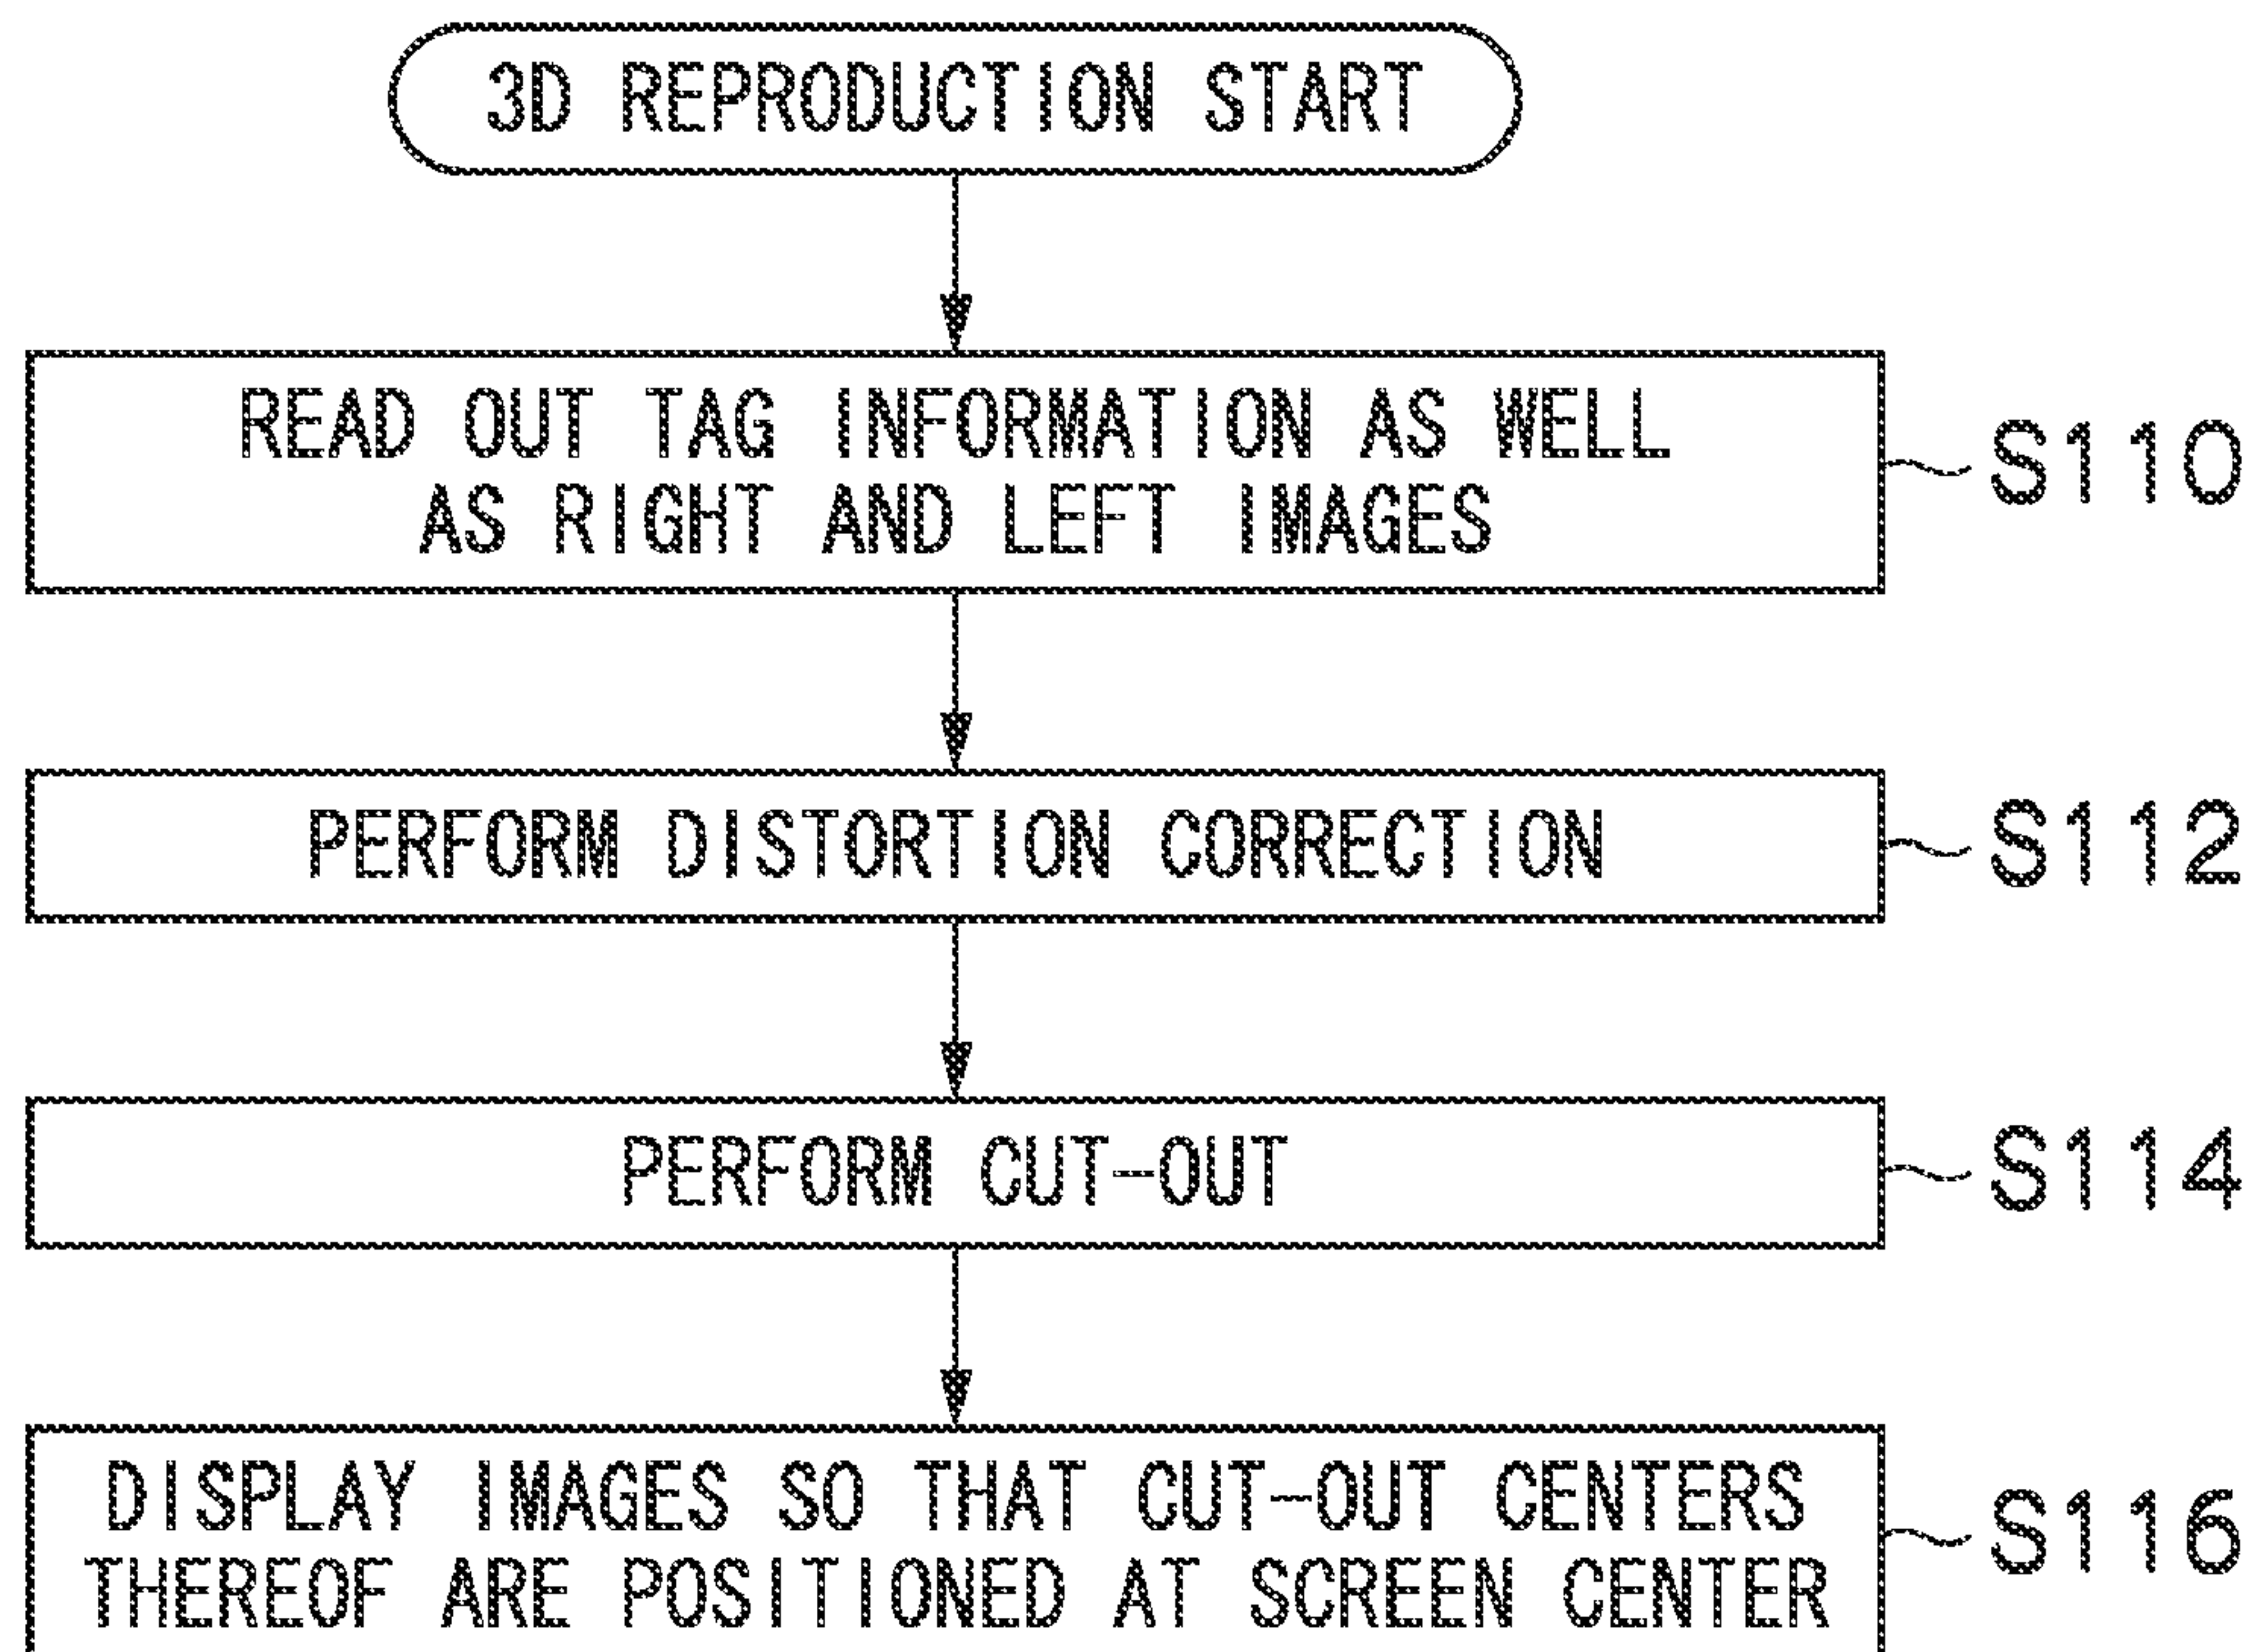 3D REPRODUCTION START
READ OUT TAG INFORMATION AS WELL
AS RIGHT AND LEFT IMAGES
S110
PERFORM DISTORTION CORRECTION
S112
PERFORM CUT-OUT
S114
DISPLAY IMAGES SO THAT CUT-OUT CENTERS
THEREOF ARE POSITIONED AT SCREEN CENTER
S116